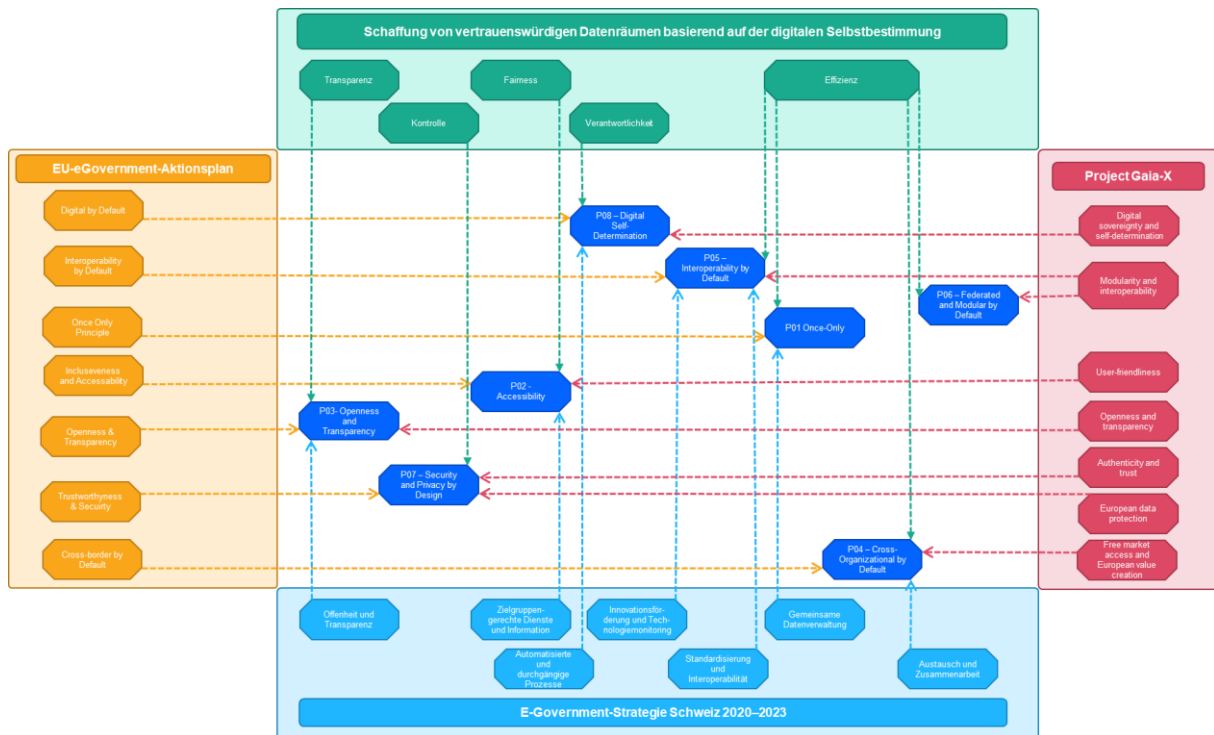 Schaffung von vertrauenswürdigen Datenräumen basierend auf der digitalen Selbstbestimmung
Transparenz
Fairness
Effizienz
Kontrolle
Verantwortlichkeit
EU-eGovernment-Aktionsplan
Digital by Default
Interoperability
by Default
Once Only
Principle
Incluseveness
and Accessability
Openness &
Transparency
Trustworthyness
& Secuirty
Cross-border by
Default
P08 – Digital
Self-
Determination
P05 –
Interoperability by
Default
P06 – Federated
and Modular by
Default
P01 Once-Only
P02 -
Accessibility
P03- Openness
and
Transparency
P07 – Security
and Privacy by
Design
P04 – Cross-
Organizational by
Default
Project Gaia-X
Digital
sovereignty and
self-determination
Modularity and
interoperability
User-friendliness
Openness and
transparency
Authenticity and
trust
European data
protection
Free market
access and
European value
creation
Offenheit und
Transparenz
Zielgruppen-
gerechte Dienste
und Information
Innovationsför-
derung und Tech-
nologiemonitoring
Gemeinsame
Datenverwaltung
Automatisierte
und
durchgängige
Prozesse
Standardisierung
und
Interoperabilität
Austausch und
Zusammenarbeit
E-Government-Strategie Schweiz 2020–2023